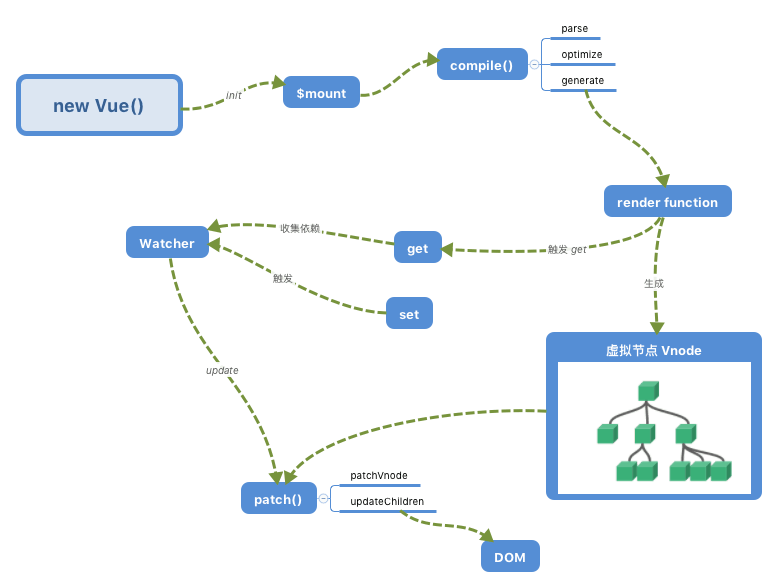 new Vue()
init
$mount
compile()
parse
optimize
generate
render function
触发 get
get
收集依赖
Watcher
触发
set
生成
虚拟节点 Vnode
update
patch()
patchVnode
updateChildren
DOM